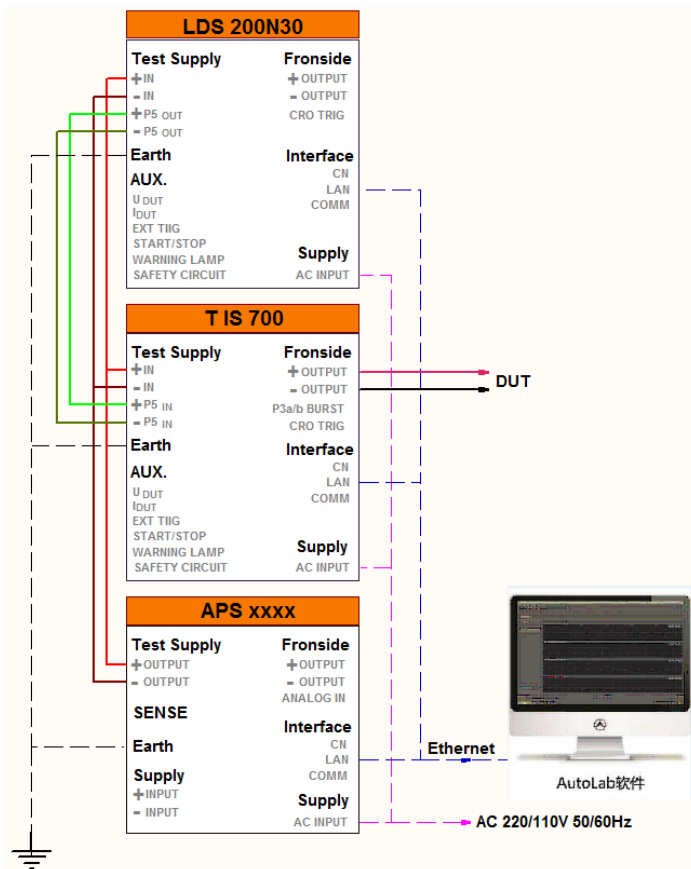 LDS 200N30
Test Supply Fronside
+IN +OUTPUT
-IN -OUTPUT
+P5 OUT CRO TRIG
-P5 OUT
Earth Interface
AUX. CN
U DUT LAN
IDUT COMM
EXT TIIG
START/STOP
WARNING LAMP Supply
SAFETY CIRCUIT AC INPUT
T IS 700
Test Supply Fronside
+IN +OUTPUT
-IN -OUTPUT
DUT
+P5 IN P3a/b BURST
-P5 IN CRO TRIG
Earth Interface
AUX. CN
LAN
U DUT COMM
IDUT
EXT TIIG
START/STOP
WARNING LAMP Supply
SAFETY CIRCUIT AC INPUT
APS xxxx
Test Supply Fronside
+OUTPUT +OUTPUT
-OUTPUT -OUTPUT
ANALOG IN
SENSE
Interface
Earth CN
Ethernet
LAN
Supply COMM
+INPUT
-INPUT Supply
AC INPUT
AutoLab软件
AC 220/110V 50/60Hz